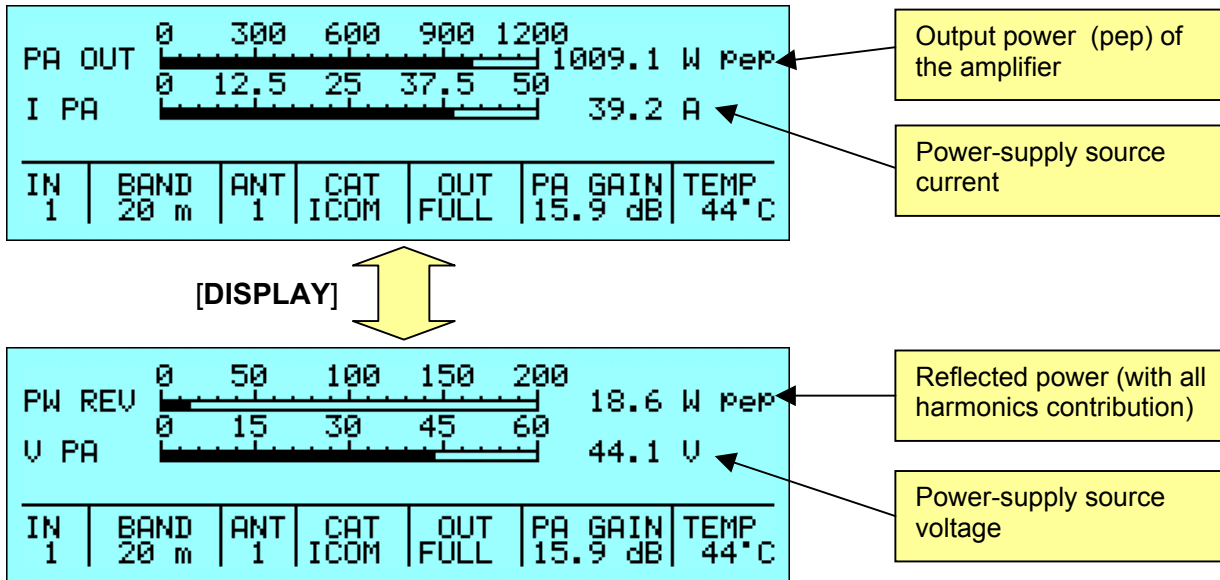 0 300 600 900 1200
PA OUT 1009.1 W pep
0 12.5 25 37.5 50
I PA 39.2 A
IN BAND ANT CAT OUT PA GAIN TEMP
1 20 m 1 ICOM FULL 15.9 dB 44°C
Output power (pep) of
the amplifier
Power-supply source
current
[DISPLAY]
0 50 100 150 200
PW REV 18.6 W pep
0 15 30 45 60
V PA 44.1 V
IN BAND ANT CAT OUT PA GAIN TEMP
1 20 m 1 ICOM FULL 15.9 dB 44°C
Reflected power (with all
harmonics contribution)
Power-supply source
voltage